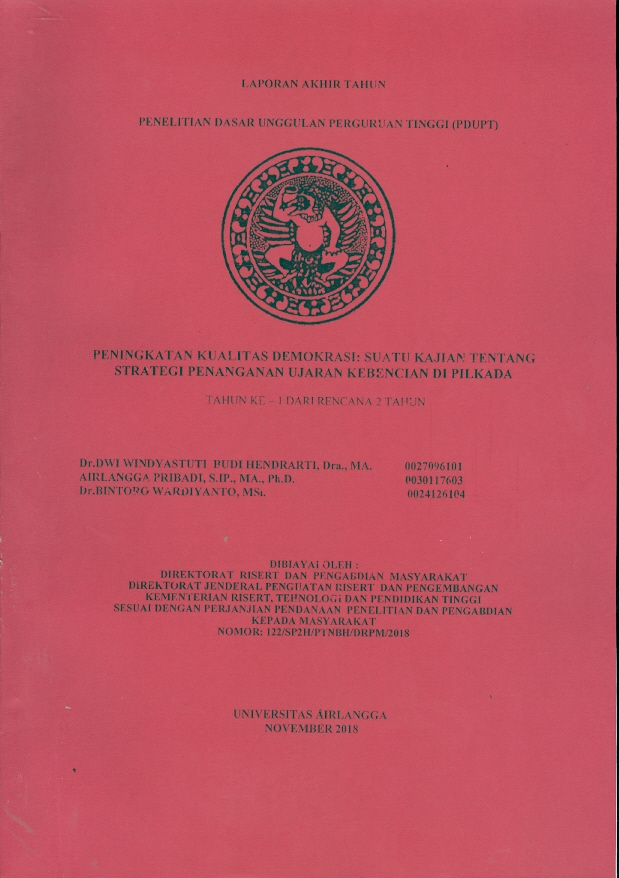 LAPORAN AKHIR TAHUN
PENELITIAN DASAR UNGGULAN PERGURUAN TINGGI (PDUPT)
PENINGKATAN KUALITAS DEMOKRASI: SUATU KAJIAN TENTANG
STRATEGI PENANGANAN UJARAN KEBENCIAN DI PILKADA
TAHUN KE – 1 DARI RENCANA 2 TAHUN
Dr.DWI WINDYASTUTI BUDI HENDRARTI, Dra., MA. 0027096101
AIRLANGGA PRIBADI, S.IP., MA., Ph.D. 0030117603
Dr.BINTORO WARDIYANTO, MSi. 0024126104
DIBIAYAI OLEH :
DIREKTORAT RISERT DAN PENGABDIAN MASYARAKAT
DIREKTORAT JENDERAL PENGUATAN RISERT DAN PENGEMBANGAN
KEMENTERIAN RISERT, TEHNOLOGI DAN PENDIDIKAN TINGGI
SESUAI DENGAN PERJANJIAN PENDANAAN PENELITIAN DAN PENGABDIAN
KEPADA MASYARAKAT
NOMOR: 122/SP2H/PTNBH/DRPM/2018
UNIVERSITAS AIRLANGGA
NOVEMBER 2018